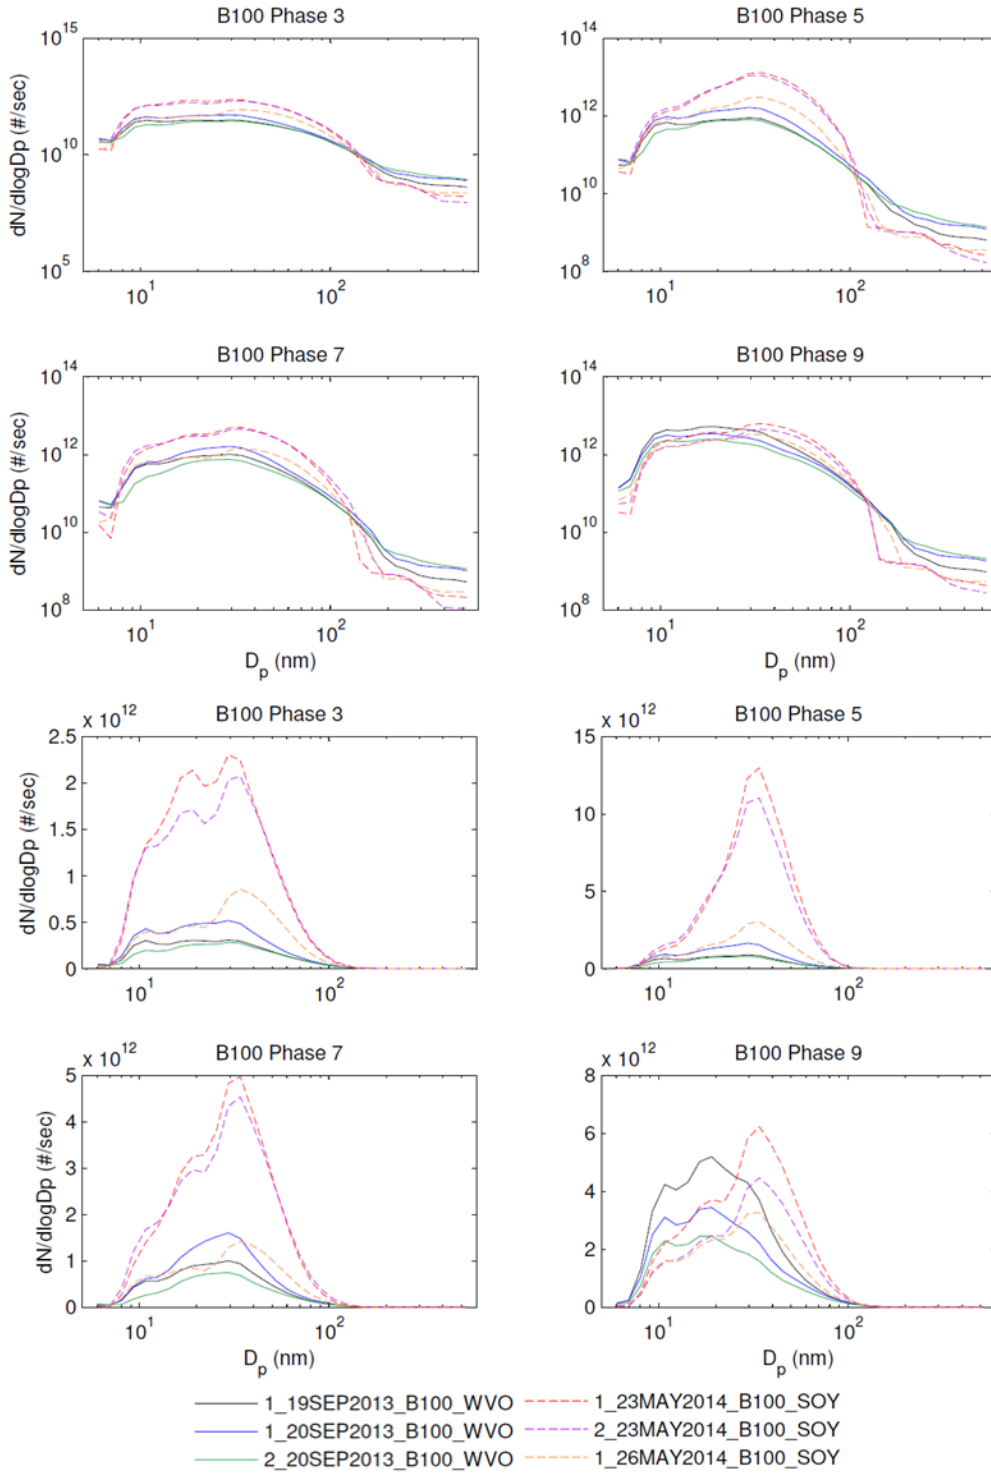 B100 Phase 3
B100 Phase 5
dN/dlogDp (#/sec)
10^15
10^10
10^5
10^1
10^2
10^14
10^12
10^10
10^8
10^1
10^2
B100 Phase 7
B100 Phase 9
dN/dlogDp (#/sec)
10^14
10^12
10^10
10^8
10^1
10^2
D_p (nm)
10^14
10^12
10^10
10^8
10^1
10^2
D_p (nm)
x 10^12
B100 Phase 3
x 10^12
B100 Phase 5
dN/dlogDp (#/sec)
2.5
2
1.5
1
0.5
0
10^1
10^2
15
10
5
0
10^1
10^2
x 10^12
B100 Phase 7
x 10^12
B100 Phase 9
dN/dlogDp (#/sec)
5
4
3
2
1
0
10^1
10^2
D_p (nm)
8
6
4
2
0
10^1
10^2
D_p (nm)
1_19SEP2013_B100_WVO
1_23MAY2014_B100_SOY
1_20SEP2013_B100_WVO
2_23MAY2014_B100_SOY
2_20SEP2013_B100_WVO
1_26MAY2014_B100_SOY